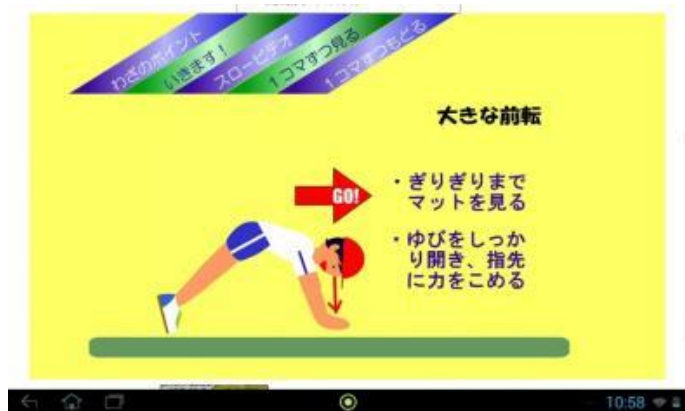 わざのポイント
いきます！
スロービデオ
1コマずつ見る
1コマずつもどる
大きな前転
GO!
・ぎりぎりまで
マットを見る
・ゆびをしっか
り開き、指先
に力をこめる
10:58